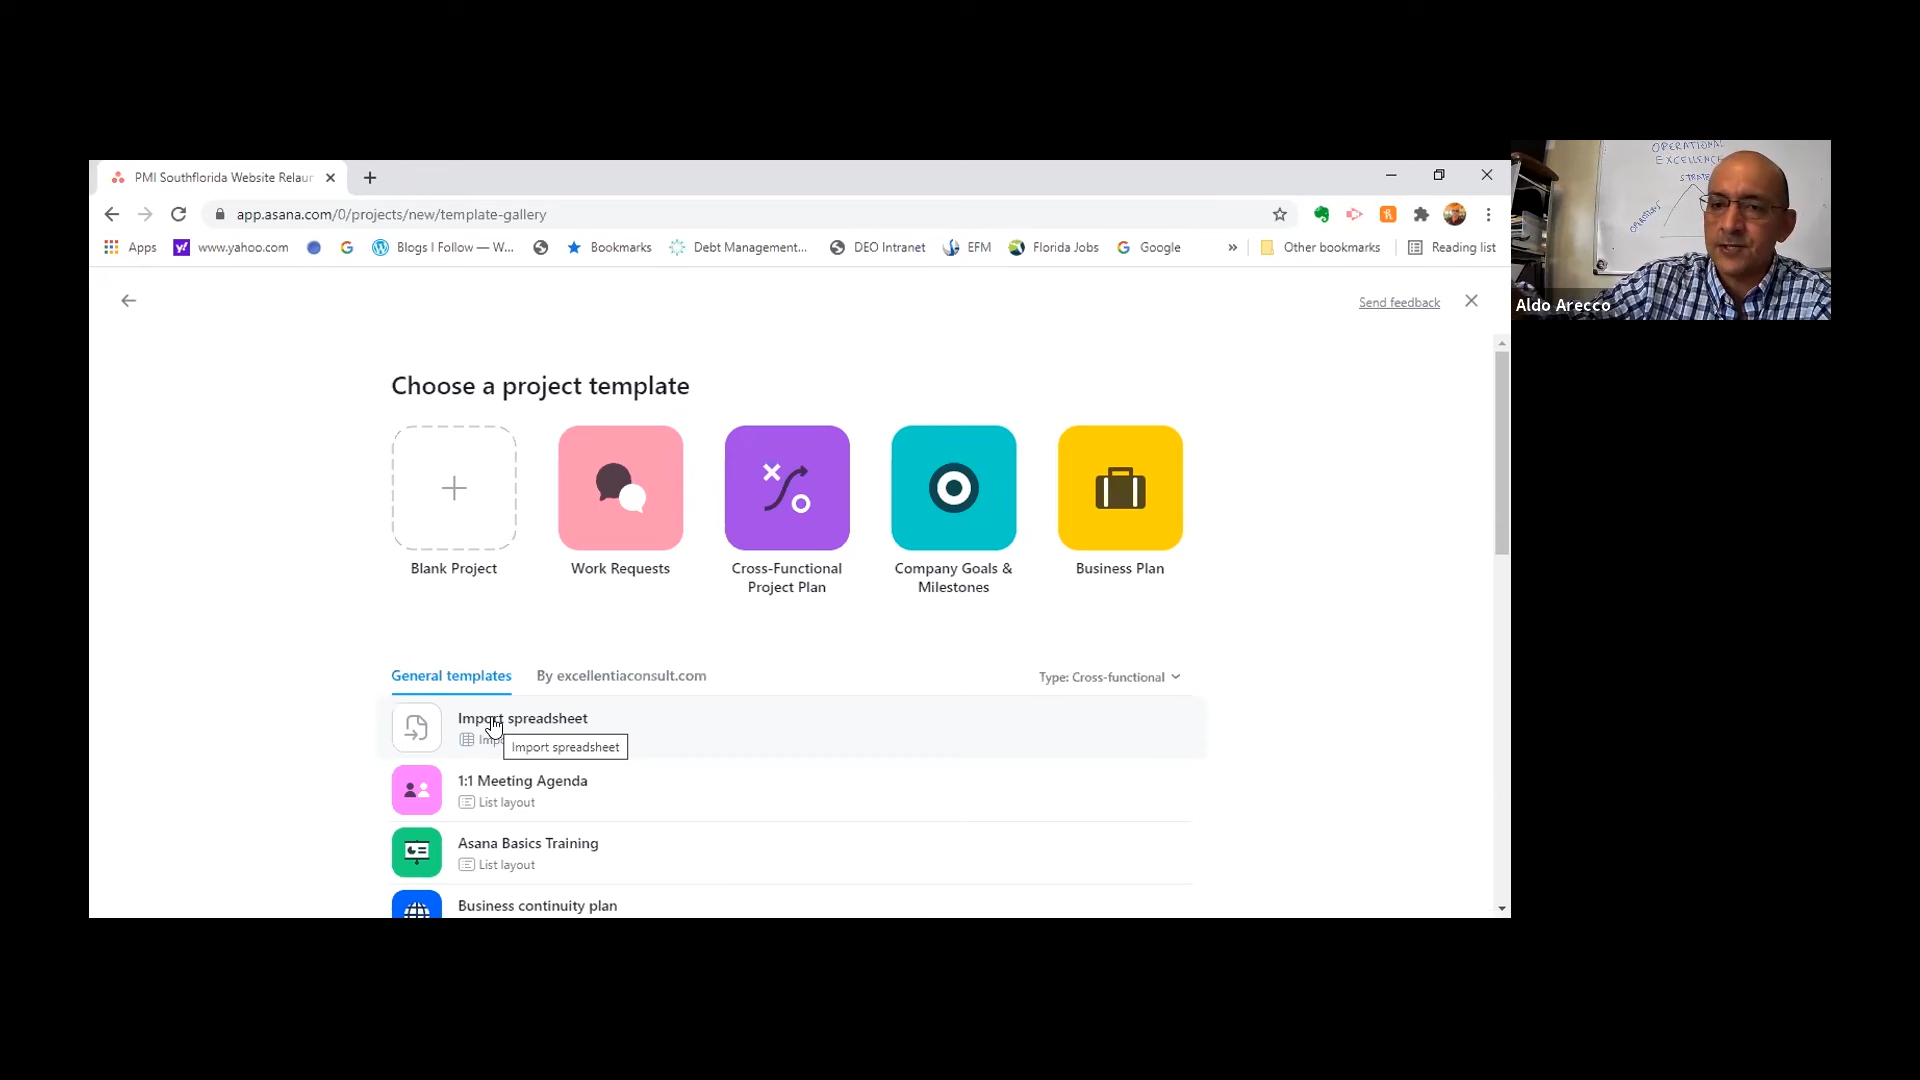 PMI Southflorida Website Relaur
app.asana.com/0/projects/new/template-gallery
Apps www.yahoo.com Blogs I Follow — W... Bookmarks Debt Management... DEO Intranet EFM Florida Jobs Google » Other bookmarks Reading list
Send feedback
Choose a project template
Blank Project
Work Requests
Cross-Functional
Project Plan
Company Goals &
Milestones
Business Plan
General templates
By excellentiaconsult.com
Type: Cross-functional
Import spreadsheet
Import spreadsheet
1:1 Meeting Agenda
List layout
Asana Basics Training
List layout
Business continuity plan
OPERATIONAL
EXCELLENCE
Aldo Arecco